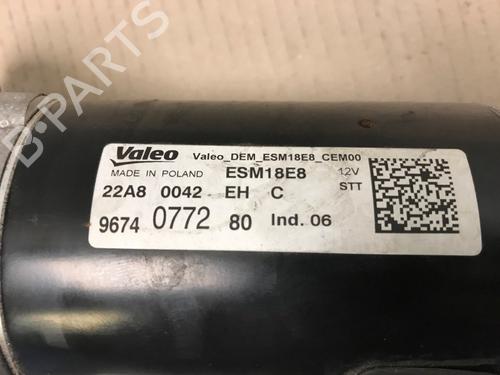 Valeo Valeo_DEM_ESM18E8_CEM00
MADE IN POLAND ESM18E8 12V
22A8 0042 EH C STT
9674 0772 80 Ind. 06
B-PARTS